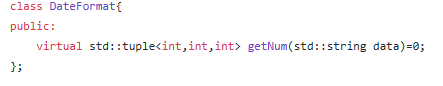 class DateFormat{
public:
    virtual std::tuple<int,int,int> getNum(std::string data)=0;
};